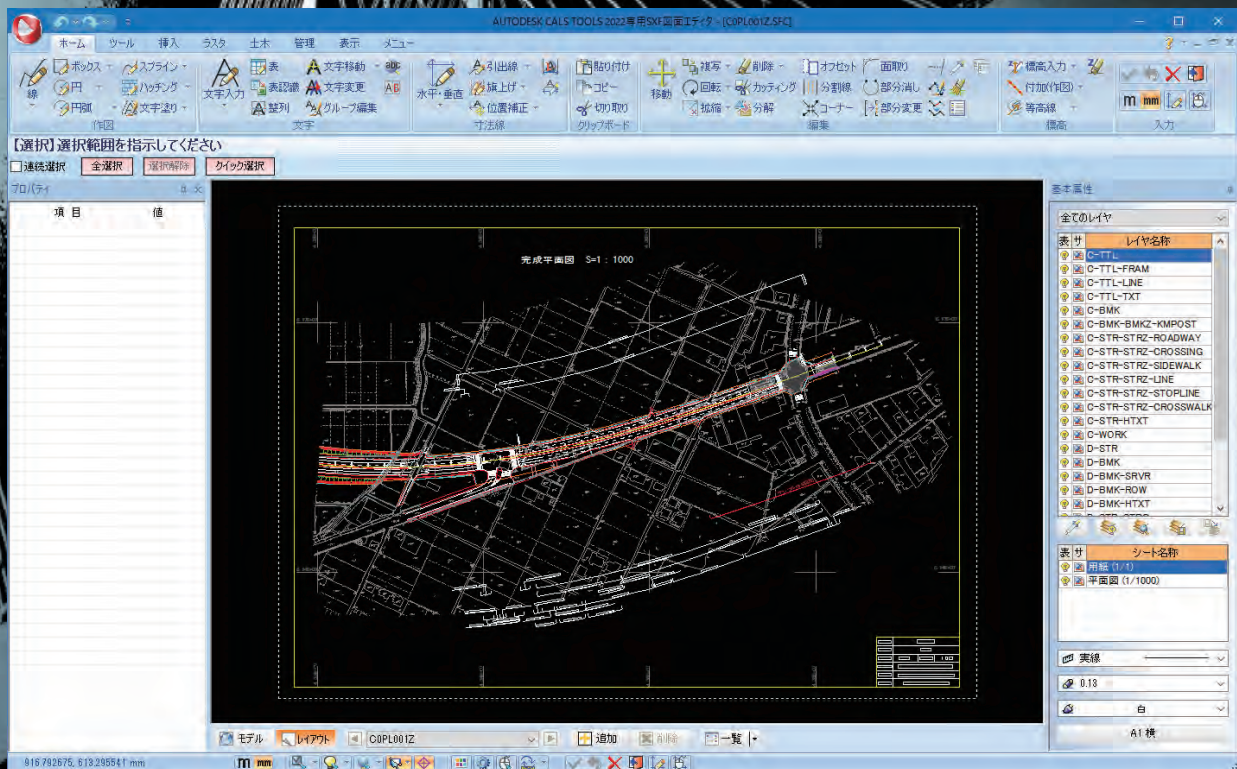 AUTODESK CALS TOOLS 2022専用SXF図面エディタ - [C0PL001Z.SFC]
ホーム ツール 挿入 ラスタ 土木 管理 表示 メニュー
線
ボックス
円
円弧
スプライン
ハッチング
文字塗り
作図
文字入力
表
表認識
整列
文字移動
文字変更
グループ編集
文字
水平・垂直
引出線
旗上げ
位置補正
寸法線
貼り付け
コピー
切り取り
クリップボード
移動
複写
回転
拡縮
削除
カッティング
分解
オフセット
分割線
コーナー
面取り
部分消し
部分変更
編集
標高入力
付加(作図)
等高線
標高
m mm
入力
【選択】選択範囲を指示してください
連続選択 全選択 選択解除 クイック選択
プロパティ
項目 値
完成平面図 S=1:1000
基本属性
全てのレイヤ
表 サ レイヤ名称
C-TTL
C-TTL-FRAM
C-TTL-LINE
C-TTL-TXT
C-BMK
C-BMK-BMKZ-KMPOST
C-STR-STRZ-ROADWAY
C-STR-STRZ-CROSSING
C-STR-STRZ-SIDEWALK
C-STR-STRZ-LINE
C-STR-STRZ-STOPLINE
C-STR-STRZ-CROSSWALK
C-STR-HTXT
C-WORK
D-STR
D-BMK
D-BMK-SRVR
D-BMK-ROW
D-BMK-HTXT
表 サ シート名称
用紙 (1/1)
平面図 (1/1000)
実線
0.13
白
A1 横
モデル レイアウト C0PL001Z 追加 削除 一覧
916.792675, 613.295541 mm
m mm